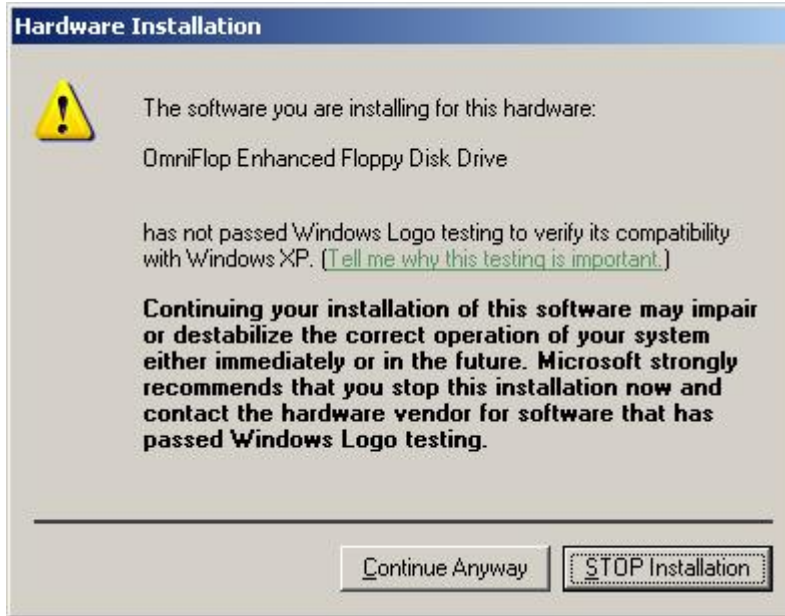 Hardware Installation
The software you are installing for this hardware:
OmniFlop Enhanced Floppy Disk Drive
has not passed Windows Logo testing to verify its compatibility
with Windows XP. (Tell me why this testing is important.)
Continuing your installation of this software may impair
or destabilize the correct operation of your system
either immediately or in the future. Microsoft strongly
recommends that you stop this installation now and
contact the hardware vendor for software that has
passed Windows Logo testing.
Continue Anyway STOP Installation